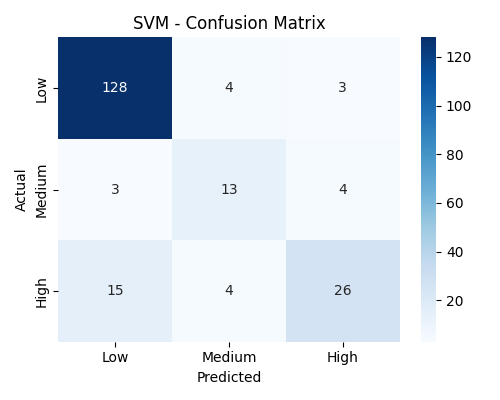 SVM - Confusion Matrix
Low 128 4 3
Medium 3 13 4
High 15 4 26
Actual
Low Medium High
Predicted
120
100
80
60
40
20